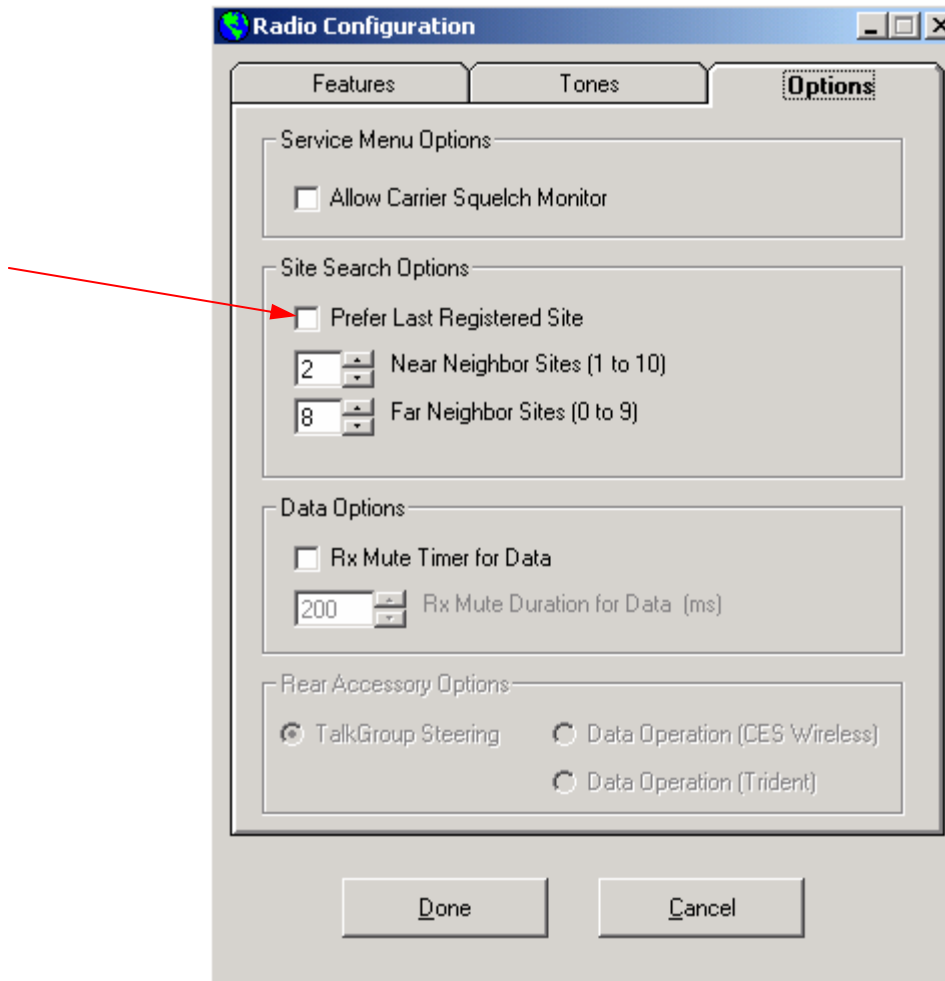 Radio Configuration
Features Tones Options
Service Menu Options
Allow Carrier Squelch Monitor
Site Search Options
Prefer Last Registered Site
2 Near Neighbor Sites (1 to 10)
8 Far Neighbor Sites (0 to 9)
Data Options
Rx Mute Timer for Data
200 Rx Mute Duration for Data (ms)
Rear Accessory Options
TalkGroup Steering Data Operation (CES Wireless)
Data Operation (Trident)
Done Cancel